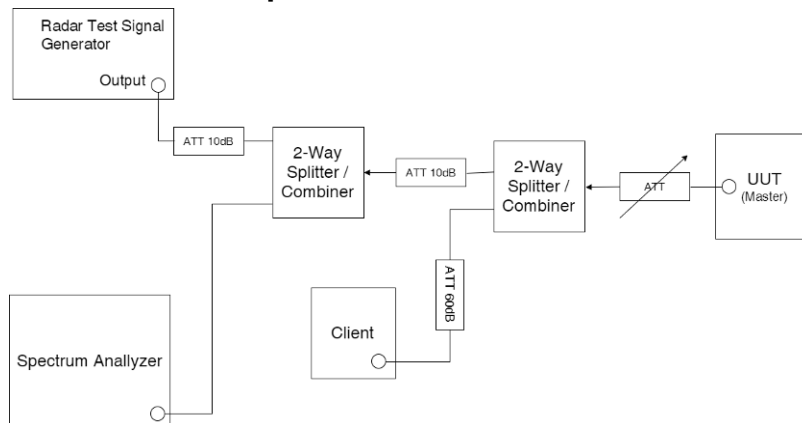 Radar Test Signal
Generator
Output
ATT 10dB
2-Way
Splitter /
Combiner
ATT 10dB
2-Way
Splitter /
Combiner
ATT
UUT
(Master)
ATT 60dB
Client
Spectrum Anallyzer